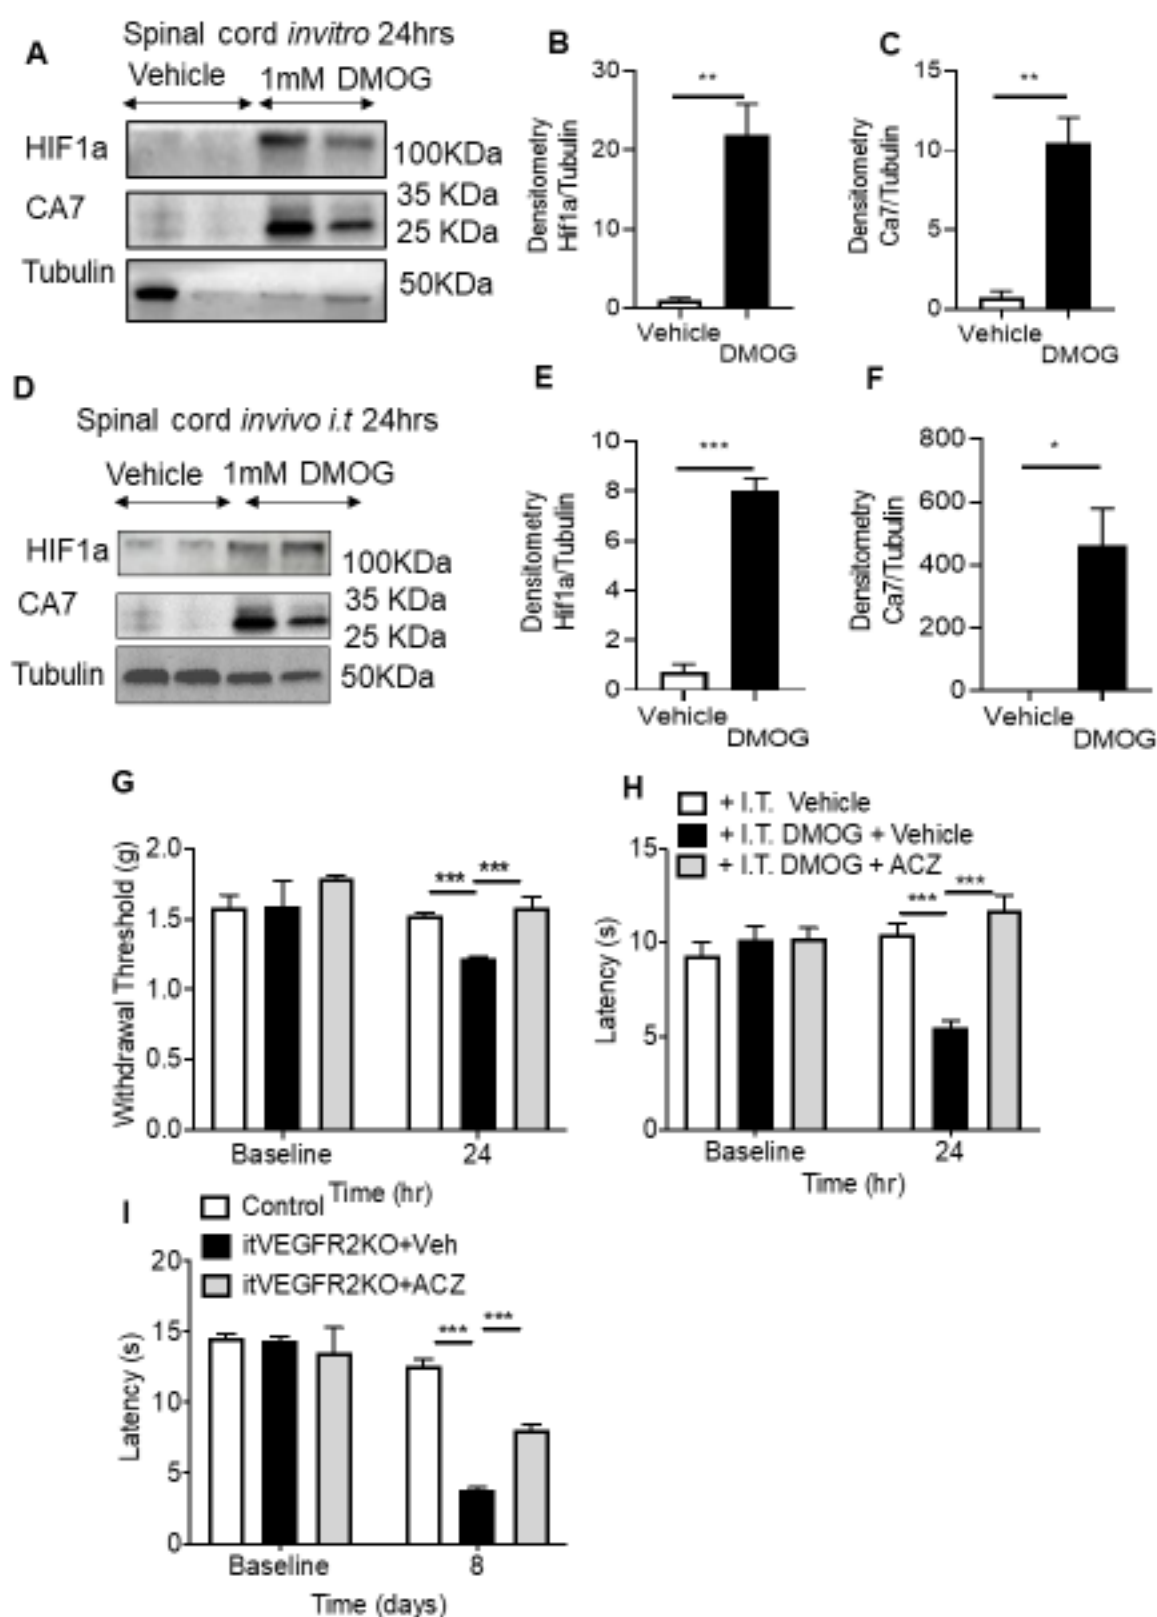 A
Spinal cord invitro 24hrs
Vehicle 1mM DMOG
HIF1a
100KDa
CA7
35 KDa
25 KDa
Tubulin
50KDa
B
Densitometry
Hif1a/Tubulin
30
20
10
0
**
Vehicle
DMOG
C
Densitometry
Ca7/Tubulin
15
10
5
0
**
Vehicle
DMOG
D
Spinal cord invivo i.t 24hrs
Vehicle 1mM DMOG
HIF1a
100KDa
CA7
35 KDa
25 KDa
Tubulin
50KDa
E
Densitometry
Hif1a/Tubulin
10
8
6
4
2
0
***
Vehicle
DMOG
F
Densitometry
Ca7/Tubulin
800
600
400
200
0
*
Vehicle
DMOG
G
Withdrawal Threshold (g)
2.0
1.5
1.0
0.5
0.0
*** ***
Baseline 24
Time (hr)
H
+ I.T. Vehicle
+ I.T. DMOG + Vehicle
+ I.T. DMOG + ACZ
Latency (s)
15
10
5
0
*** ***
Baseline 24
Time (hr)
I
Control
itVEGFR2KO+Veh
itVEGFR2KO+ACZ
Latency (s)
20
15
10
5
0
*** ***
Baseline 8
Time (days)